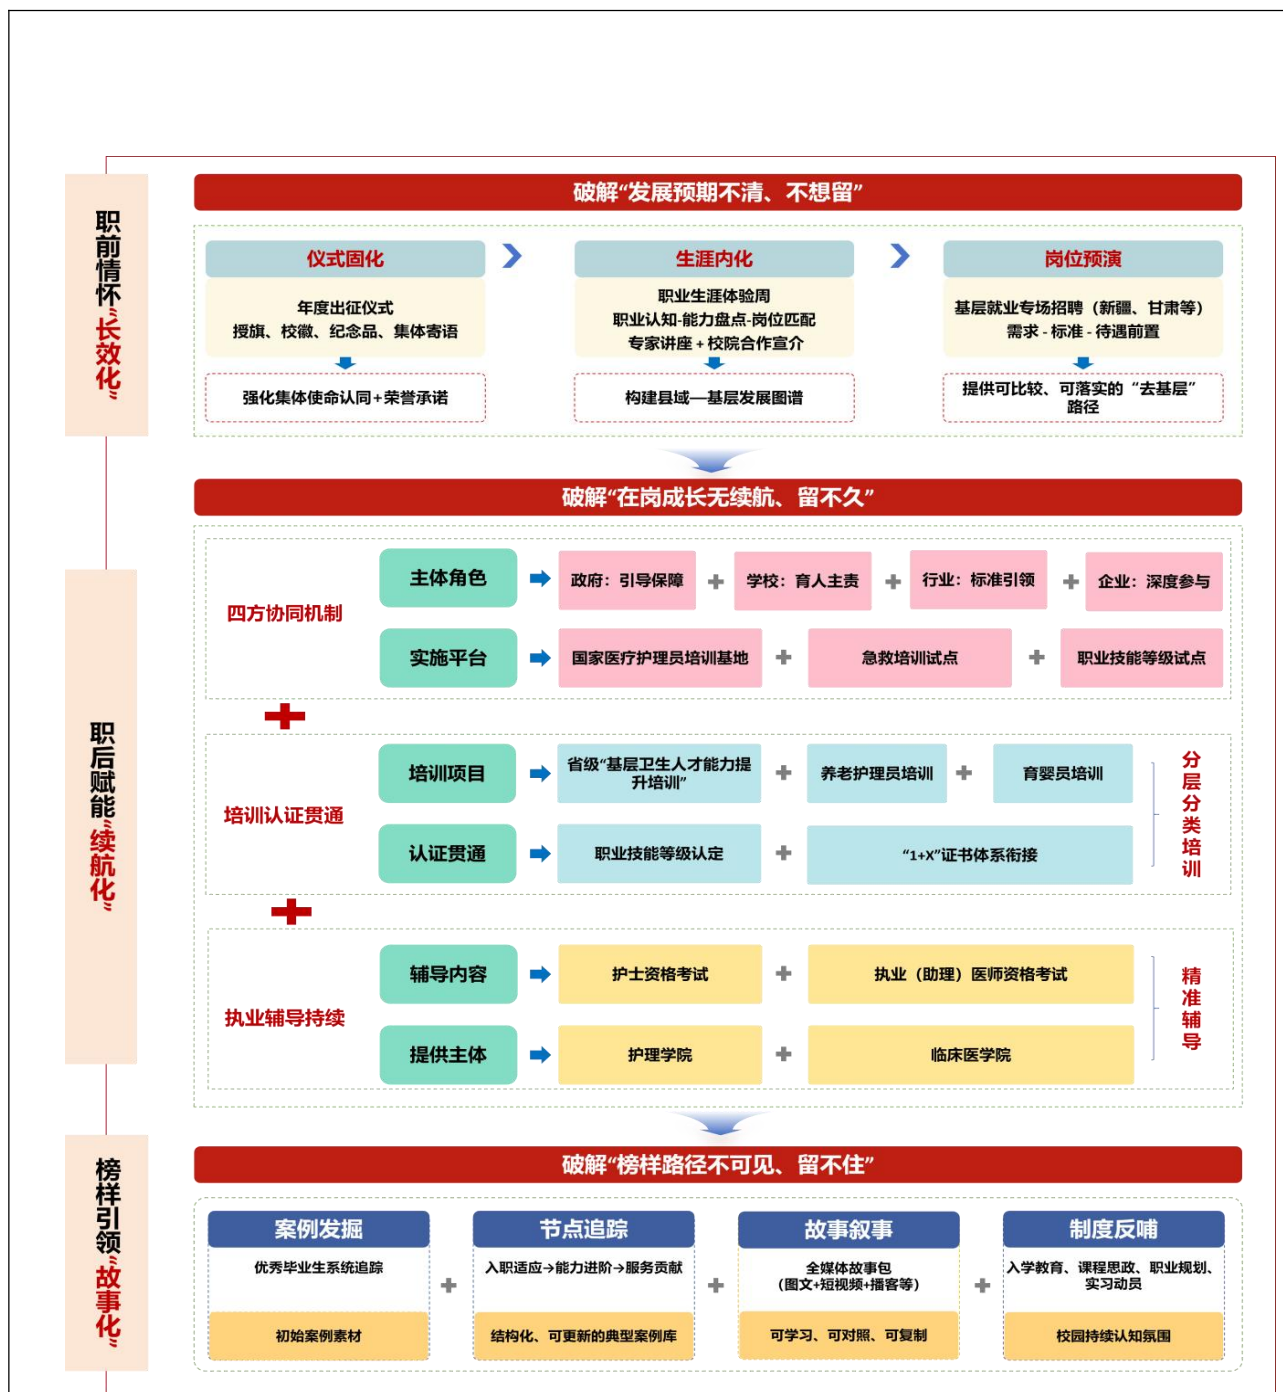 职前情怀“长效化”
破解“发展预期不清、不想留”
仪式固化
生涯内化
岗位预演
年度出征仪式
授旗、校徽、纪念品、集体寄语
职业生涯体验周
职业认知-能力盘点-岗位匹配
专家讲座+校院合作宣介
基层就业专场招聘（新疆、甘肃等）
需求 - 标准 - 待遇前置
强化集体使命认同+荣誉承诺
构建县域—基层发展图谱
提供可比较、可落实的“去基层”
路径
职后赋能“续航化”
破解“在岗成长无续航、留不久”
四方协同机制
主体角色
政府：引导保障
学校：育人主责
行业：标准引领
企业：深度参与
实施平台
国家医疗护理员培训基地
急救培训试点
职业技能等级试点
培训认证贯通
培训项目
省级“基层卫生人才能力提
升培训”
养老护理员培训
育婴员培训
认证贯通
职业技能等级认定
“1+X”证书体系衔接
分层分类培训
执业辅导持续
辅导内容
护士资格考试
执业（助理）医师资格考试
提供主体
护理学院
临床医学院
精准辅导
榜样引领“故事化”
破解“榜样路径不可见、留不住”
案例发掘
优秀毕业生系统追踪
初始案例素材
节点追踪
入职适应→能力进阶→服务贡献
结构化、可更新的典型案例库
故事叙事
全媒体故事包
（图文+短视频+播客等）
可学习、可对照、可复制
制度反哺
入学教育、课程思政、职业规划、
实习动员
校园持续认知氛围